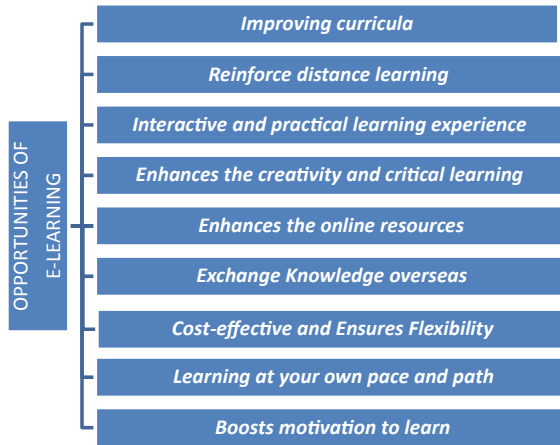 OPPORTUNITIES OF
E-LEARNING
Improving curricula
Reinforce distance learning
Interactive and practical learning experience
Enhances the creativity and critical learning
Enhances the online resources
Exchange Knowledge overseas
Cost-effective and Ensures Flexibility
Learning at your own pace and path
Boosts motivation to learn